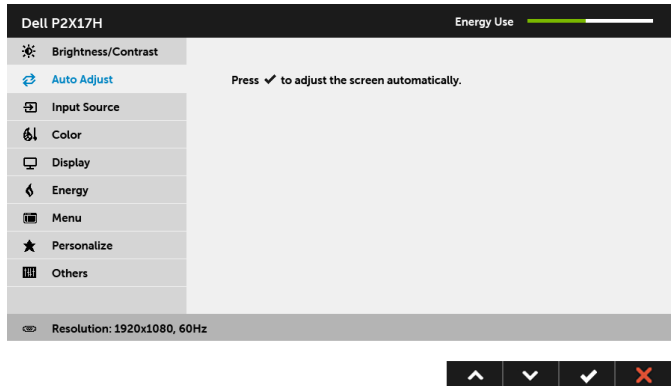 Dell P2X17H
Energy Use
Brightness/Contrast
Auto Adjust
Press ✔ to adjust the screen automatically.
Input Source
Color
Display
Energy
Menu
Personalize
Others
Resolution: 1920x1080, 60Hz